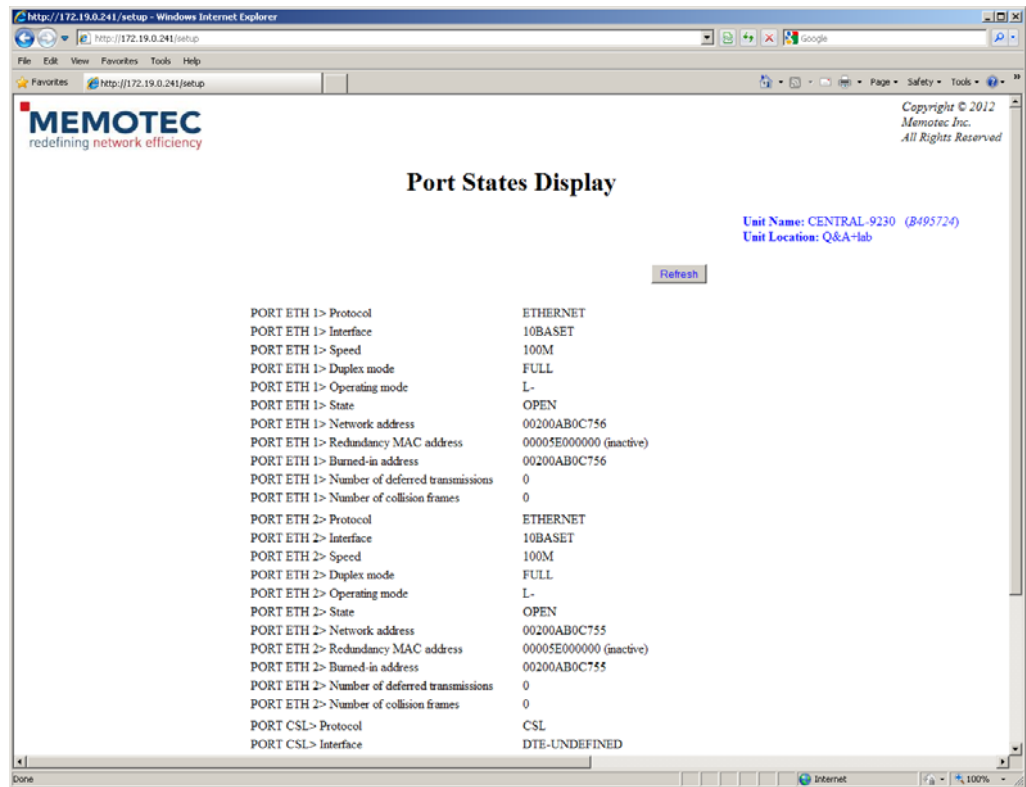 http://172.19.0.241/setup - Windows Internet Explorer
http://172.19.0.241/setup
Google
File Edit View Favorites Tools Help
Favorites http://172.19.0.241/setup Page Safety Tools
MEMOTEC
redefining network efficiency
Copyright © 2012
Memotec Inc.
All Rights Reserved
Port States Display
Unit Name: CENTRAL-9230 (B495724)
Unit Location: Q&A+lab
Refresh
PORT ETH 1> Protocol ETHERNET
PORT ETH 1> Interface 10BASET
PORT ETH 1> Speed 100M
PORT ETH 1> Duplex mode FULL
PORT ETH 1> Operating mode L-
PORT ETH 1> State OPEN
PORT ETH 1> Network address 00200AB0C756
PORT ETH 1> Redundancy MAC address 00005E000000 (inactive)
PORT ETH 1> Burned-in address 00200AB0C756
PORT ETH 1> Number of deferred transmissions 0
PORT ETH 1> Number of collision frames 0
PORT ETH 2> Protocol ETHERNET
PORT ETH 2> Interface 10BASET
PORT ETH 2> Speed 100M
PORT ETH 2> Duplex mode FULL
PORT ETH 2> Operating mode L-
PORT ETH 2> State OPEN
PORT ETH 2> Network address 00200AB0C755
PORT ETH 2> Redundancy MAC address 00005E000000 (inactive)
PORT ETH 2> Burned-in address 00200AB0C755
PORT ETH 2> Number of deferred transmissions 0
PORT ETH 2> Number of collision frames 0
PORT CSL> Protocol CSL
PORT CSL> Interface DTE-UNDEFINED
Done Internet 100%